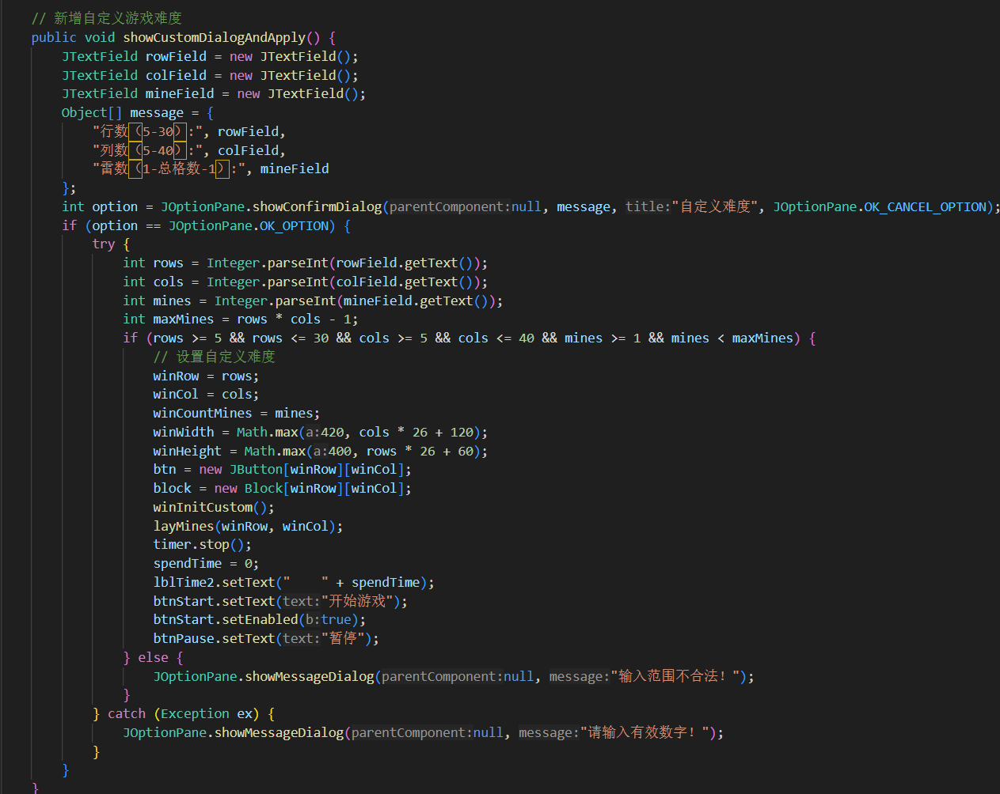 // 新增自定义游戏难度
public void showCustomDialogAndApply() {
    JTextField rowField = new JTextField();
    JTextField colField = new JTextField();
    JTextField mineField = new JTextField();
    Object[] message = {
        "行数（5-30）:", rowField,
        "列数（5-40）:", colField,
        "雷数（1-总格数-1）:", mineField
    };
    int option = JOptionPane.showConfirmDialog(parentComponent:null, message, title:"自定义难度", JOptionPane.OK_CANCEL_OPTION);
    if (option == JOptionPane.OK_OPTION) {
        try {
            int rows = Integer.parseInt(rowField.getText());
            int cols = Integer.parseInt(colField.getText());
            int mines = Integer.parseInt(mineField.getText());
            int maxMines = rows * cols - 1;
            if (rows >= 5 && rows <= 30 && cols >= 5 && cols <= 40 && mines >= 1 && mines < maxMines) {
                // 设置自定义难度
                winRow = rows;
                winCol = cols;
                winCountMines = mines;
                winWidth = Math.max(a:420, cols * 26 + 120);
                winHeight = Math.max(a:400, rows * 26 + 60);
                btn = new JButton[winRow][winCol];
                block = new Block[winRow][winCol];
                winInitCustom();
                layMines(winRow, winCol);
                timer.stop();
                spendTime = 0;
                lblTime2.setText("    " + spendTime);
                btnStart.setText(text:"开始游戏");
                btnStart.setEnabled(b:true);
                btnPause.setText(text:"暂停");
            } else {
                JOptionPane.showMessageDialog(parentComponent:null, message:"输入范围不合法！");
            }
        } catch (Exception ex) {
            JOptionPane.showMessageDialog(parentComponent:null, message:"请输入有效数字！");
        }
    }
}